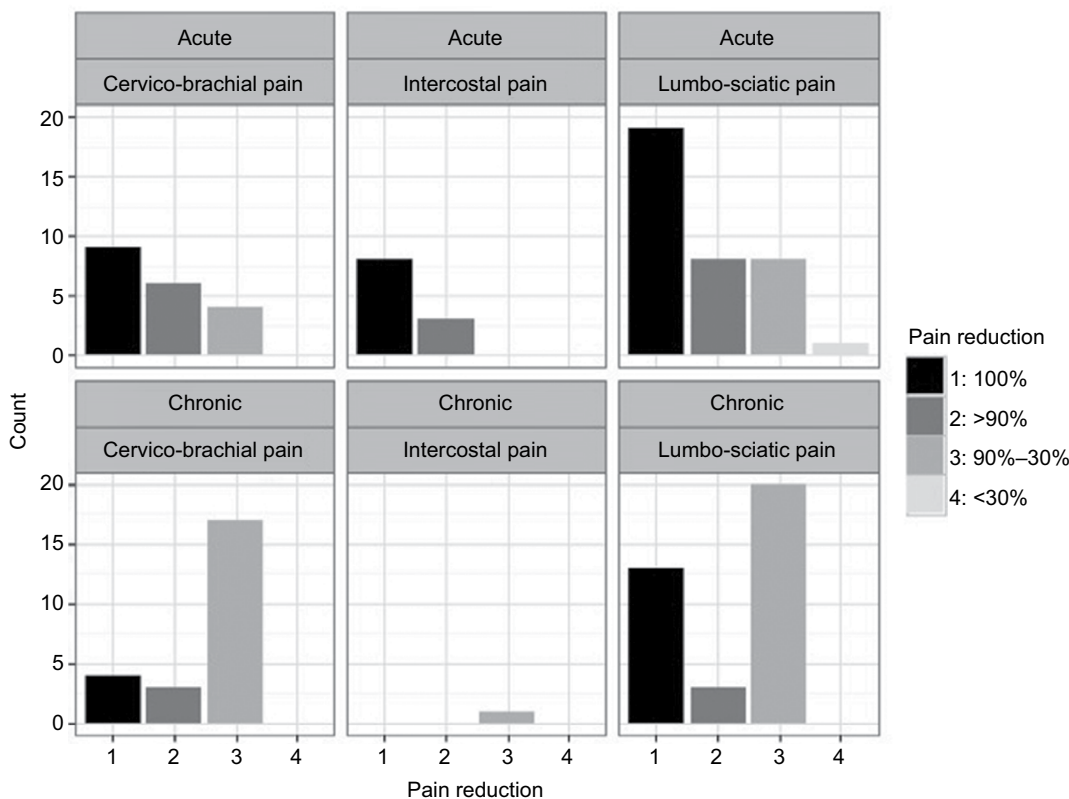 Acute
Acute
Acute
Cervico-brachial pain
Intercostal pain
Lumbo-sciatic pain
20
15
10
5
0
Chronic
Chronic
Chronic
Cervico-brachial pain
Intercostal pain
Lumbo-sciatic pain
20
15
10
5
0
1 2 3 4
1 2 3 4
1 2 3 4
Pain reduction
Count
Pain reduction
1: 100%
2: >90%
3: 90%–30%
4: <30%